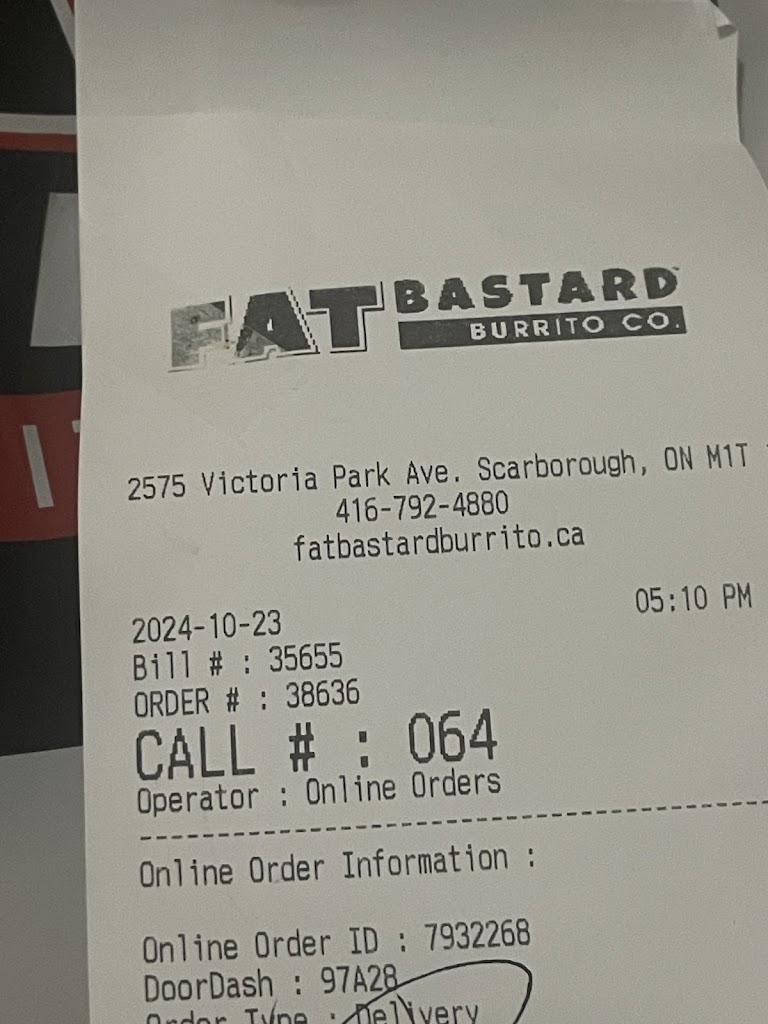 FAT BASTARD
BURRITO CO.
2575 Victoria Park Ave. Scarborough, ON M1T
416-792-4880
fatbastardburrito.ca
2024-10-23 05:10 PM
Bill # : 35655
ORDER # : 38636
CALL # : 064
Operator : Online Orders
Online Order Information :
Online Order ID : 7932268
DoorDash : 97A28
Order Type : Delivery